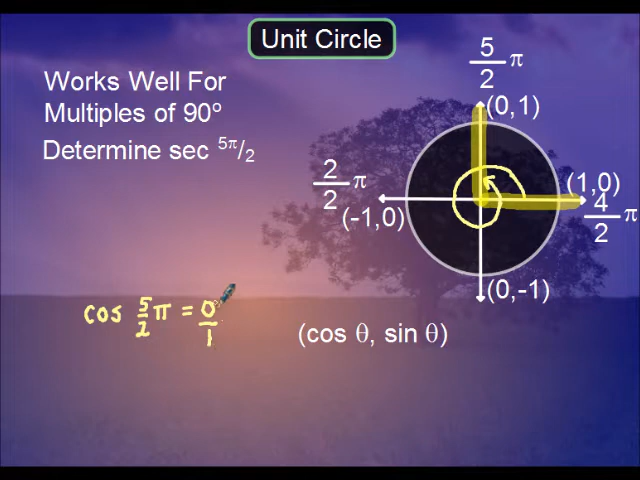 Unit Circle
Works Well For
Multiples of 90°
Determine sec 5π/2
5/2 π
(0,1)
2/2 π
(1,0)
4/2 π
(-1,0)
(0,-1)
cos 5/2 π = 0/1
(cos θ, sin θ)